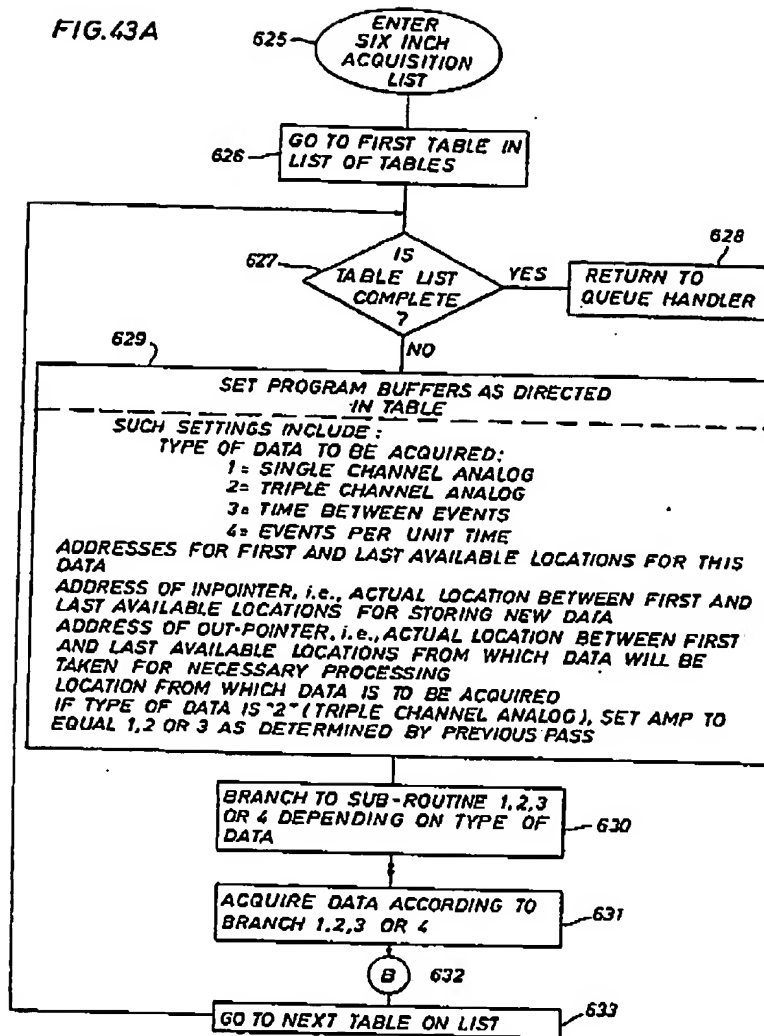 FIG.43A
625
ENTER
SIX INCH
ACQUISITION
LIST
626
GO TO FIRST TABLE IN
LIST OF TABLES
627
IS
TABLE LIST
COMPLETE
?
YES
628
RETURN TO
QUEUE HANDLER
NO
629
SET PROGRAM BUFFERS AS DIRECTED
IN TABLE
SUCH SETTINGS INCLUDE:
TYPE OF DATA TO BE ACQUIRED:
1= SINGLE CHANNEL ANALOG
2= TRIPLE CHANNEL ANALOG
3= TIME BETWEEN EVENTS
4= EVENTS PER UNIT TIME
ADDRESSES FOR FIRST AND LAST AVAILABLE LOCATIONS FOR THIS
DATA
ADDRESS OF INPOINTER, i.e., ACTUAL LOCATION BETWEEN FIRST AND
LAST AVAILABLE LOCATIONS FOR STORING NEW DATA
ADDRESS OF OUT-POINTER, i.e., ACTUAL LOCATION BETWEEN FIRST
AND LAST AVAILABLE LOCATIONS FROM WHICH DATA WILL BE
TAKEN FOR NECESSARY PROCESSING
LOCATION FROM WHICH DATA IS TO BE ACQUIRED
IF TYPE OF DATA IS "2" (TRIPLE CHANNEL ANALOG), SET AMP TO
EQUAL 1,2 OR 3 AS DETERMINED BY PREVIOUS PASS
BRANCH TO SUB-ROUTINE 1,2,3
OR 4 DEPENDING ON TYPE OF
DATA
630
ACQUIRE DATA ACCORDING TO
BRANCH 1,2,3 OR 4
631
B
632
GO TO NEXT TABLE ON LIST
633